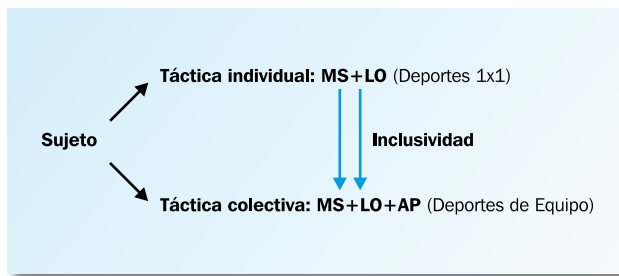 Táctica individual: MS+LO (Deportes 1x1)
Sujeto
Inclusividad
Táctica colectiva: MS+LO+AP (Deportes de Equipo)